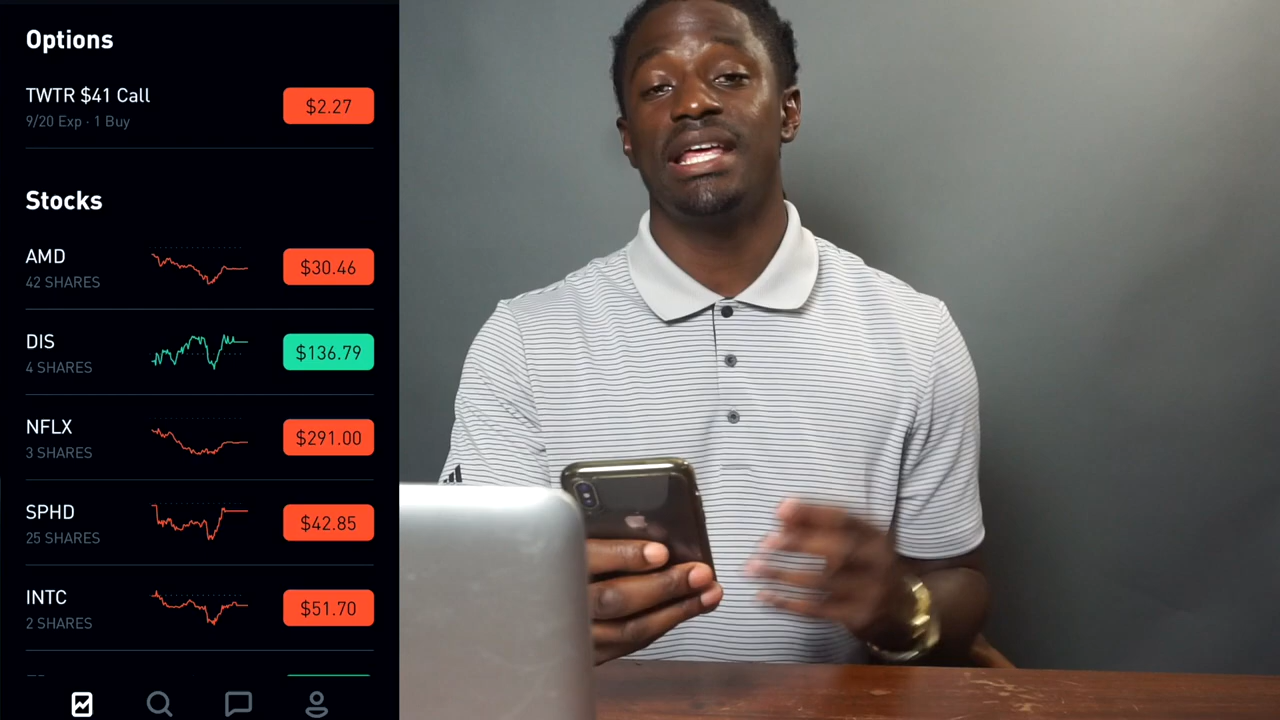 Options
TWTR $41 Call
$2.27
9/20 Exp · 1 Buy
Stocks
AMD
$30.46
42 SHARES
DIS
$136.79
4 SHARES
NFLX
$291.00
3 SHARES
SPHD
$42.85
25 SHARES
INTC
$51.70
2 SHARES